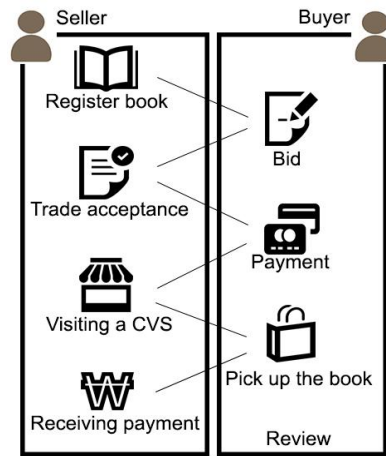 Seller
Buyer
Register book
Bid
Trade acceptance
Payment
Visiting a CVS
Pick up the book
Receiving payment
Review